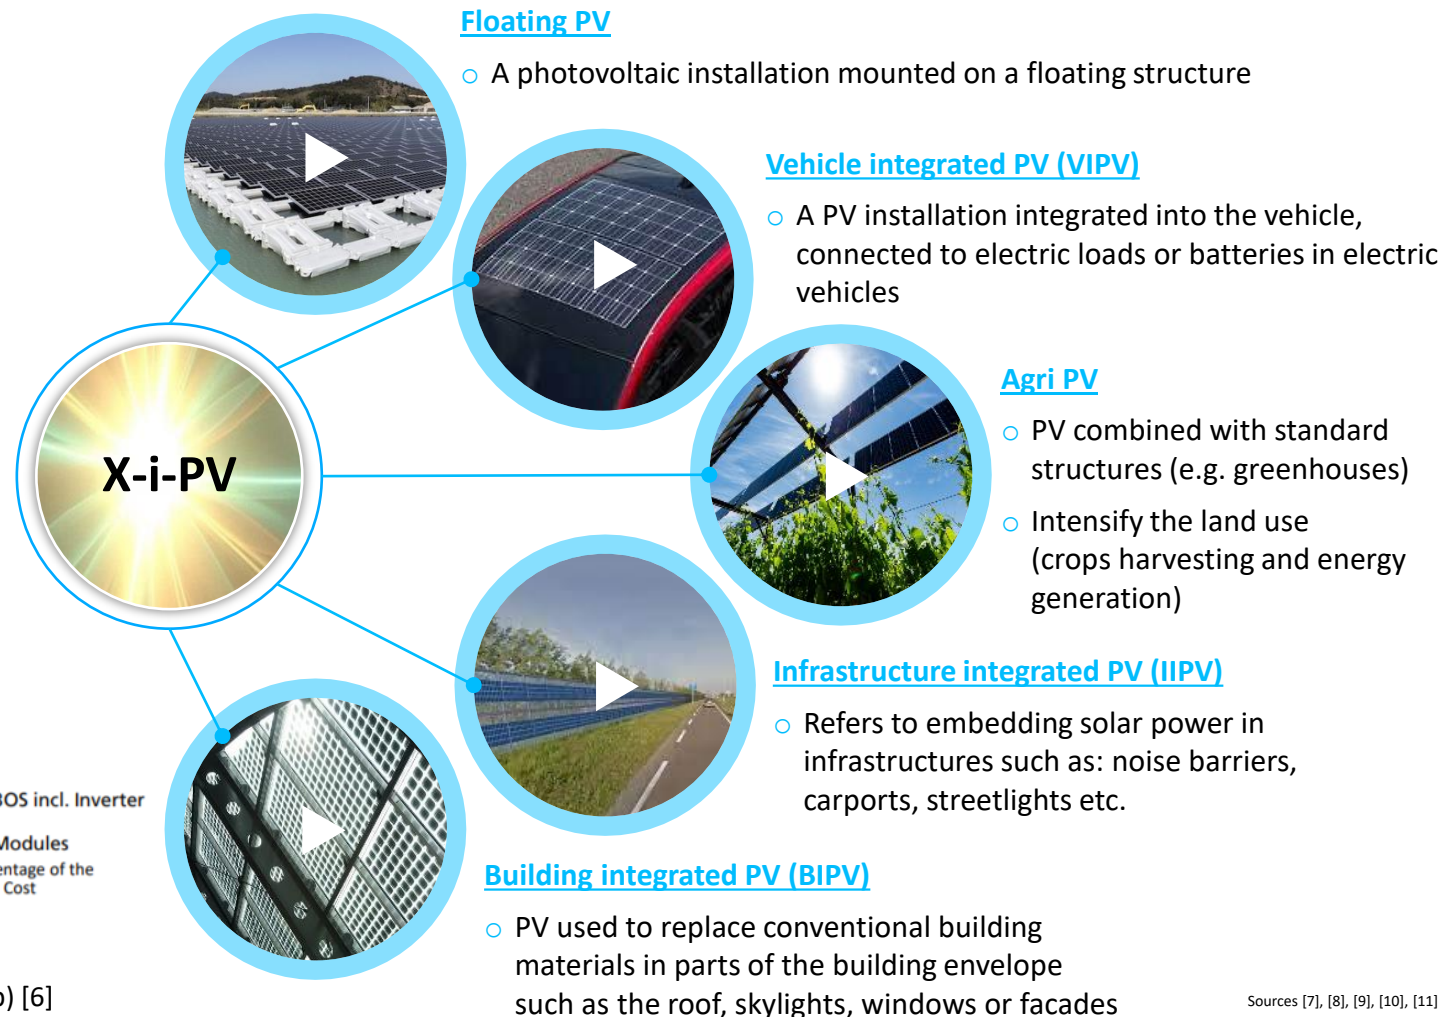 Floating PV
○ A photovoltaic installation mounted on a floating structure
Vehicle integrated PV (VIPV)
○ A PV installation integrated into the vehicle,
connected to electric loads or batteries in electric
vehicles
Agri PV
○ PV combined with standard
structures (e.g. greenhouses)
○ Intensify the land use
(crops harvesting and energy
generation)
X-i-PV
Infrastructure integrated PV (IIPV)
○ Refers to embedding solar power in
infrastructures such as: noise barriers,
carports, streetlights etc.
Building integrated PV (BIPV)
○ PV used to replace conventional building
materials in parts of the building envelope
such as the roof, skylights, windows or facades
OS incl. Inverter
Modules
entage of the
Cost
) [6]
Sources [7], [8], [9], [10], [11]